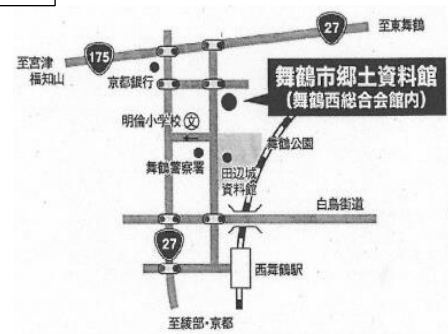 27
至東舞鶴
175
至宮津
福知山
京都銀行
舞鶴市郷土資料館
(舞鶴西総合会館内)
明倫小学校
文
舞鶴公園
舞鶴警察署
田辺城
資料館
白鳥街道
27
西舞鶴駅
至綾部・京都